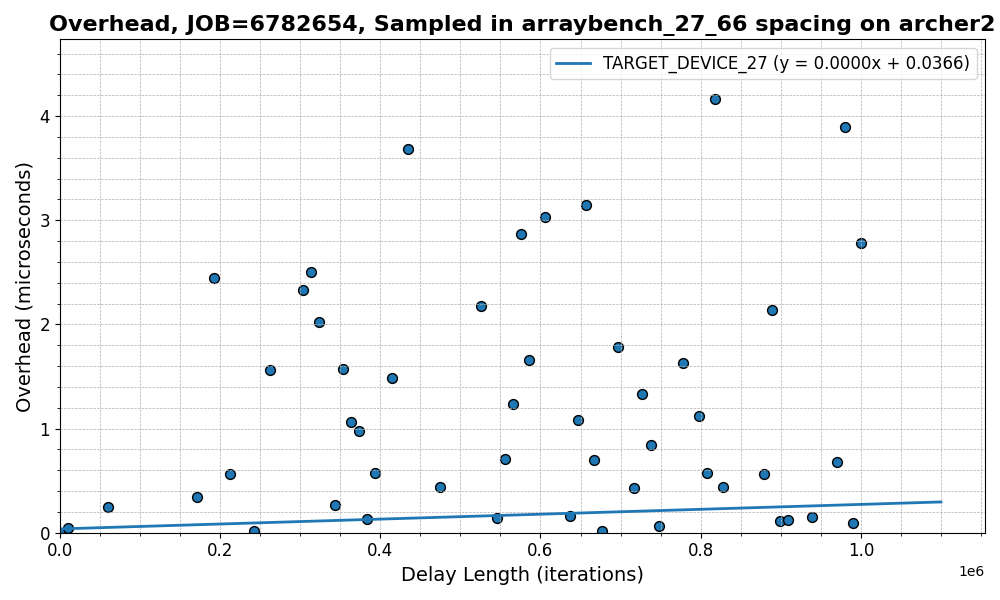 Overhead, JOB=6782654, Sampled in arraybench_27_66 spacing on archer2
TARGET_DEVICE_27 (y = 0.0000x + 0.0366)
Overhead (microseconds)
4
3
2
1
0
0.0 0.2 0.4 0.6 0.8 1.0
1e6
Delay Length (iterations)